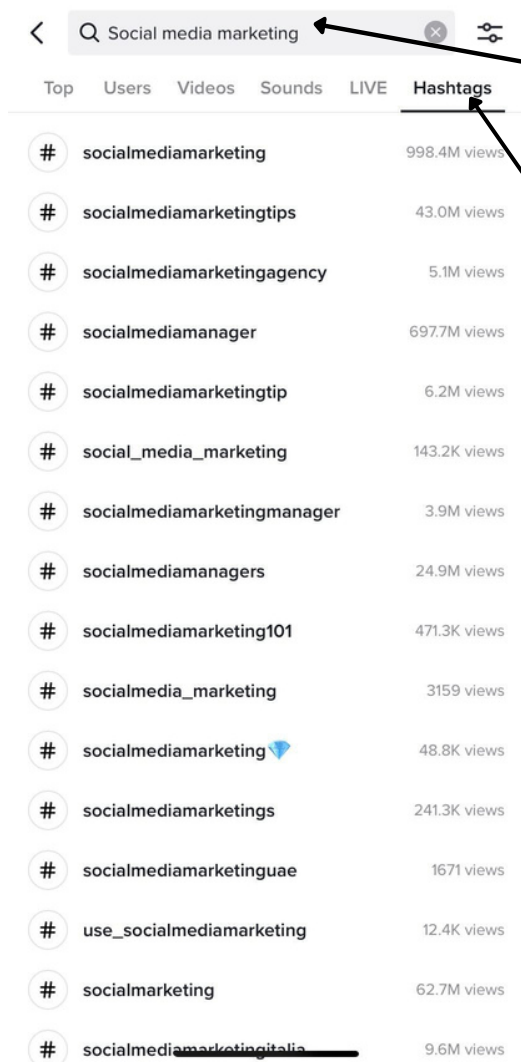 Social media marketing
Top Users Videos Sounds LIVE Hashtags
# socialmediamarketing 998.4M views
# socialmediamarketingtips 43.0M views
# socialmediamarketingagency 5.1M views
# socialmediamanager 697.7M views
# socialmediamarketingtip 6.2M views
# social_media_marketing 143.2K views
# socialmediamarketingmanager 3.9M views
# socialmediamanagers 24.9M views
# socialmediamarketing101 471.3K views
# socialmedia_marketing 3159 views
# socialmediamarketing💎 48.8K views
# socialmediamarketings 241.3K views
# socialmediamarketinguae 1671 views
# use_socialmediamarketing 12.4K views
# socialmarketing 62.7M views
# socialmediamarketingitalia 9.6M views